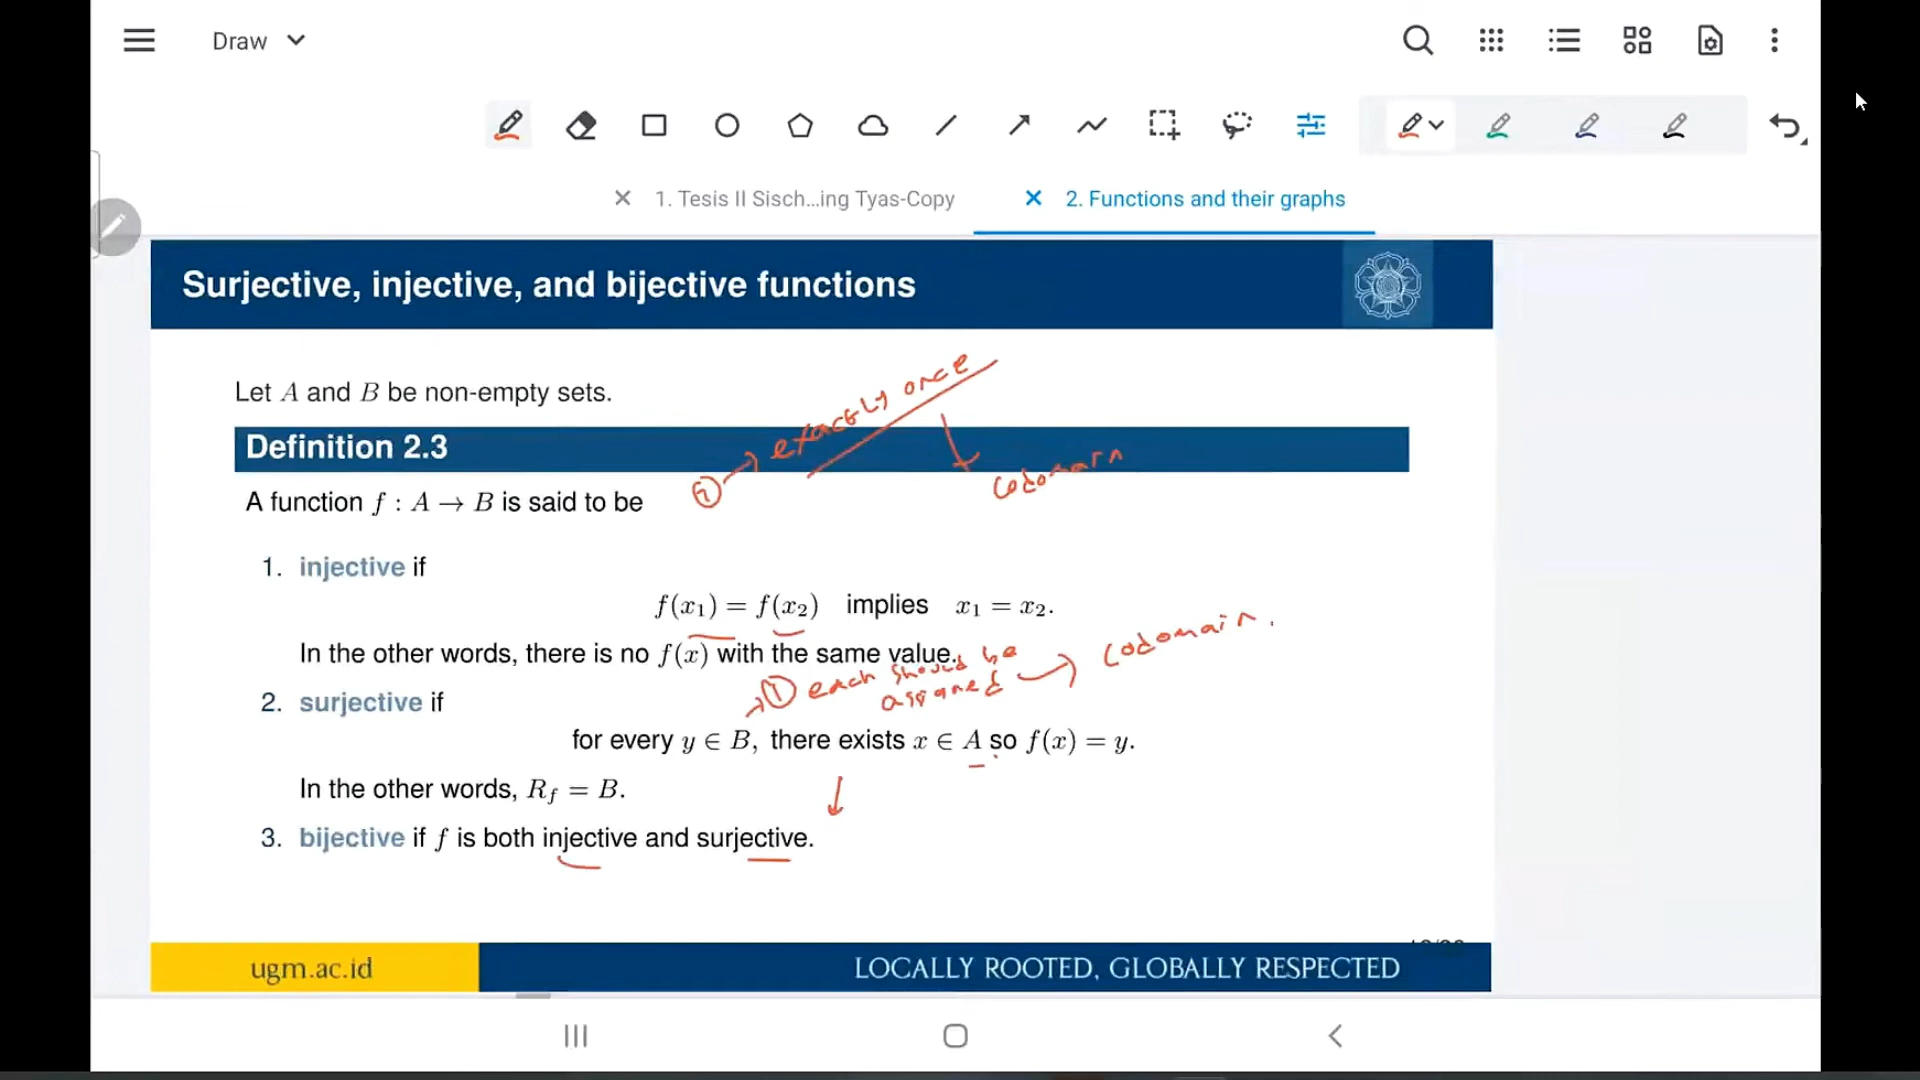 Draw
1. Tesis II Sisch...ing Tyas-Copy
2. Functions and their graphs
Surjective, injective, and bijective functions
Let A and B be non-empty sets.
exactly once
Definition 2.3
codomain
A function f : A → B is said to be
1. injective if
f(x₁) = f(x₂) implies x₁ = x₂.
codomain.
In the other words, there is no f(x) with the same value.
① each should be
assigned
2. surjective if
for every y ∈ B, there exists x ∈ A so f(x) = y.
In the other words, R_f = B.
3. bijective if f is both injective and surjective.
ugm.ac.id
LOCALLY ROOTED, GLOBALLY RESPECTED